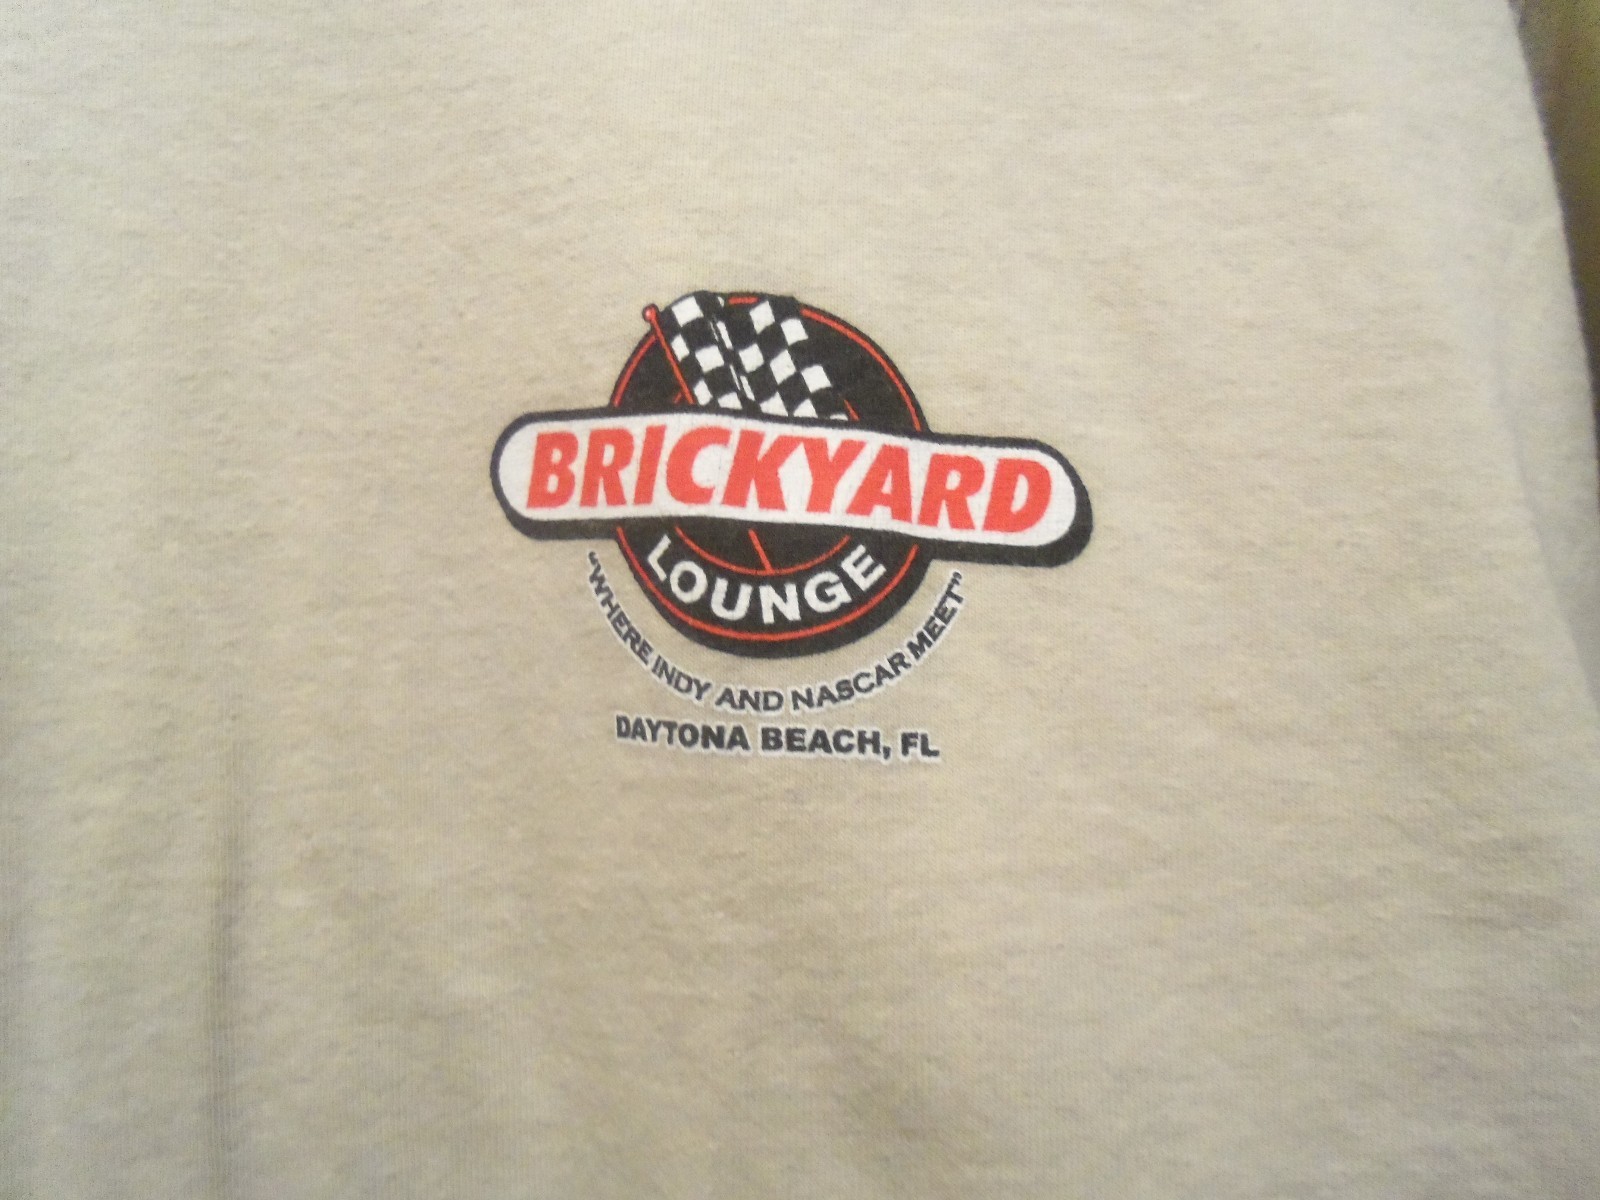 BRICKYARD
LOUNGE
"WHERE INDY AND NASCAR MEET"
DAYTONA BEACH, FL